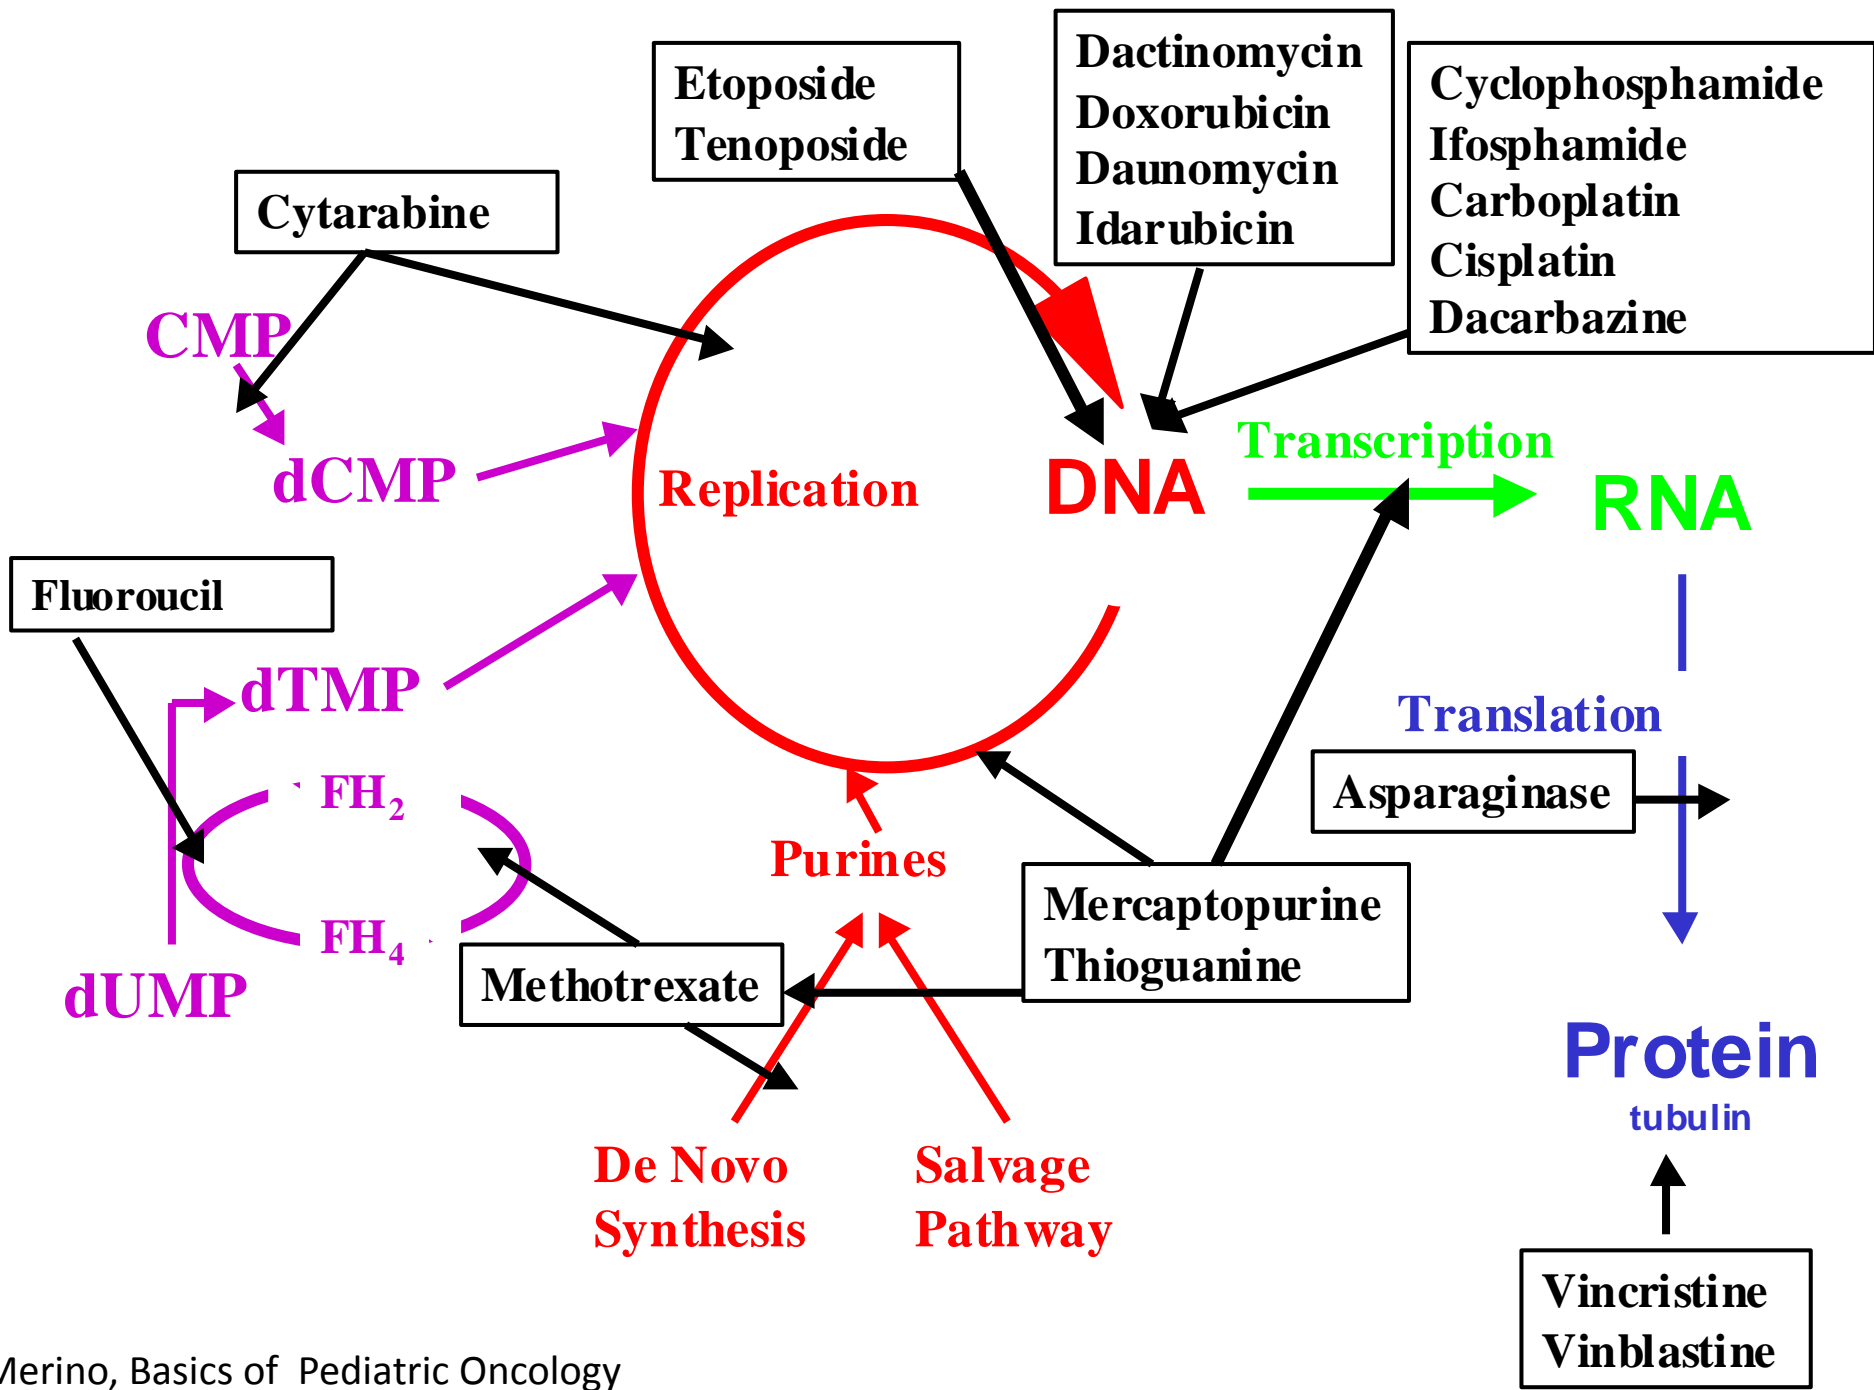 Etoposide
Tenoposide
Dactinomycin
Doxorubicin
Daunomycin
Idarubicin
Cyclophosphamide
Ifosphamide
Carboplatin
Cisplatin
Dacarbazine
Cytarabine
CMP
dCMP
Replication
DNA
Transcription
RNA
Fluoroucil
dTMP
FH2
FH4
dUMP
Translation
Asparaginase
Purines
Mercaptopurine
Thioguanine
Methotrexate
De Novo
Synthesis
Salvage
Pathway
Protein
tubulin
Vincristine
Vinblastine
Merino, Basics of Pediatric Oncology